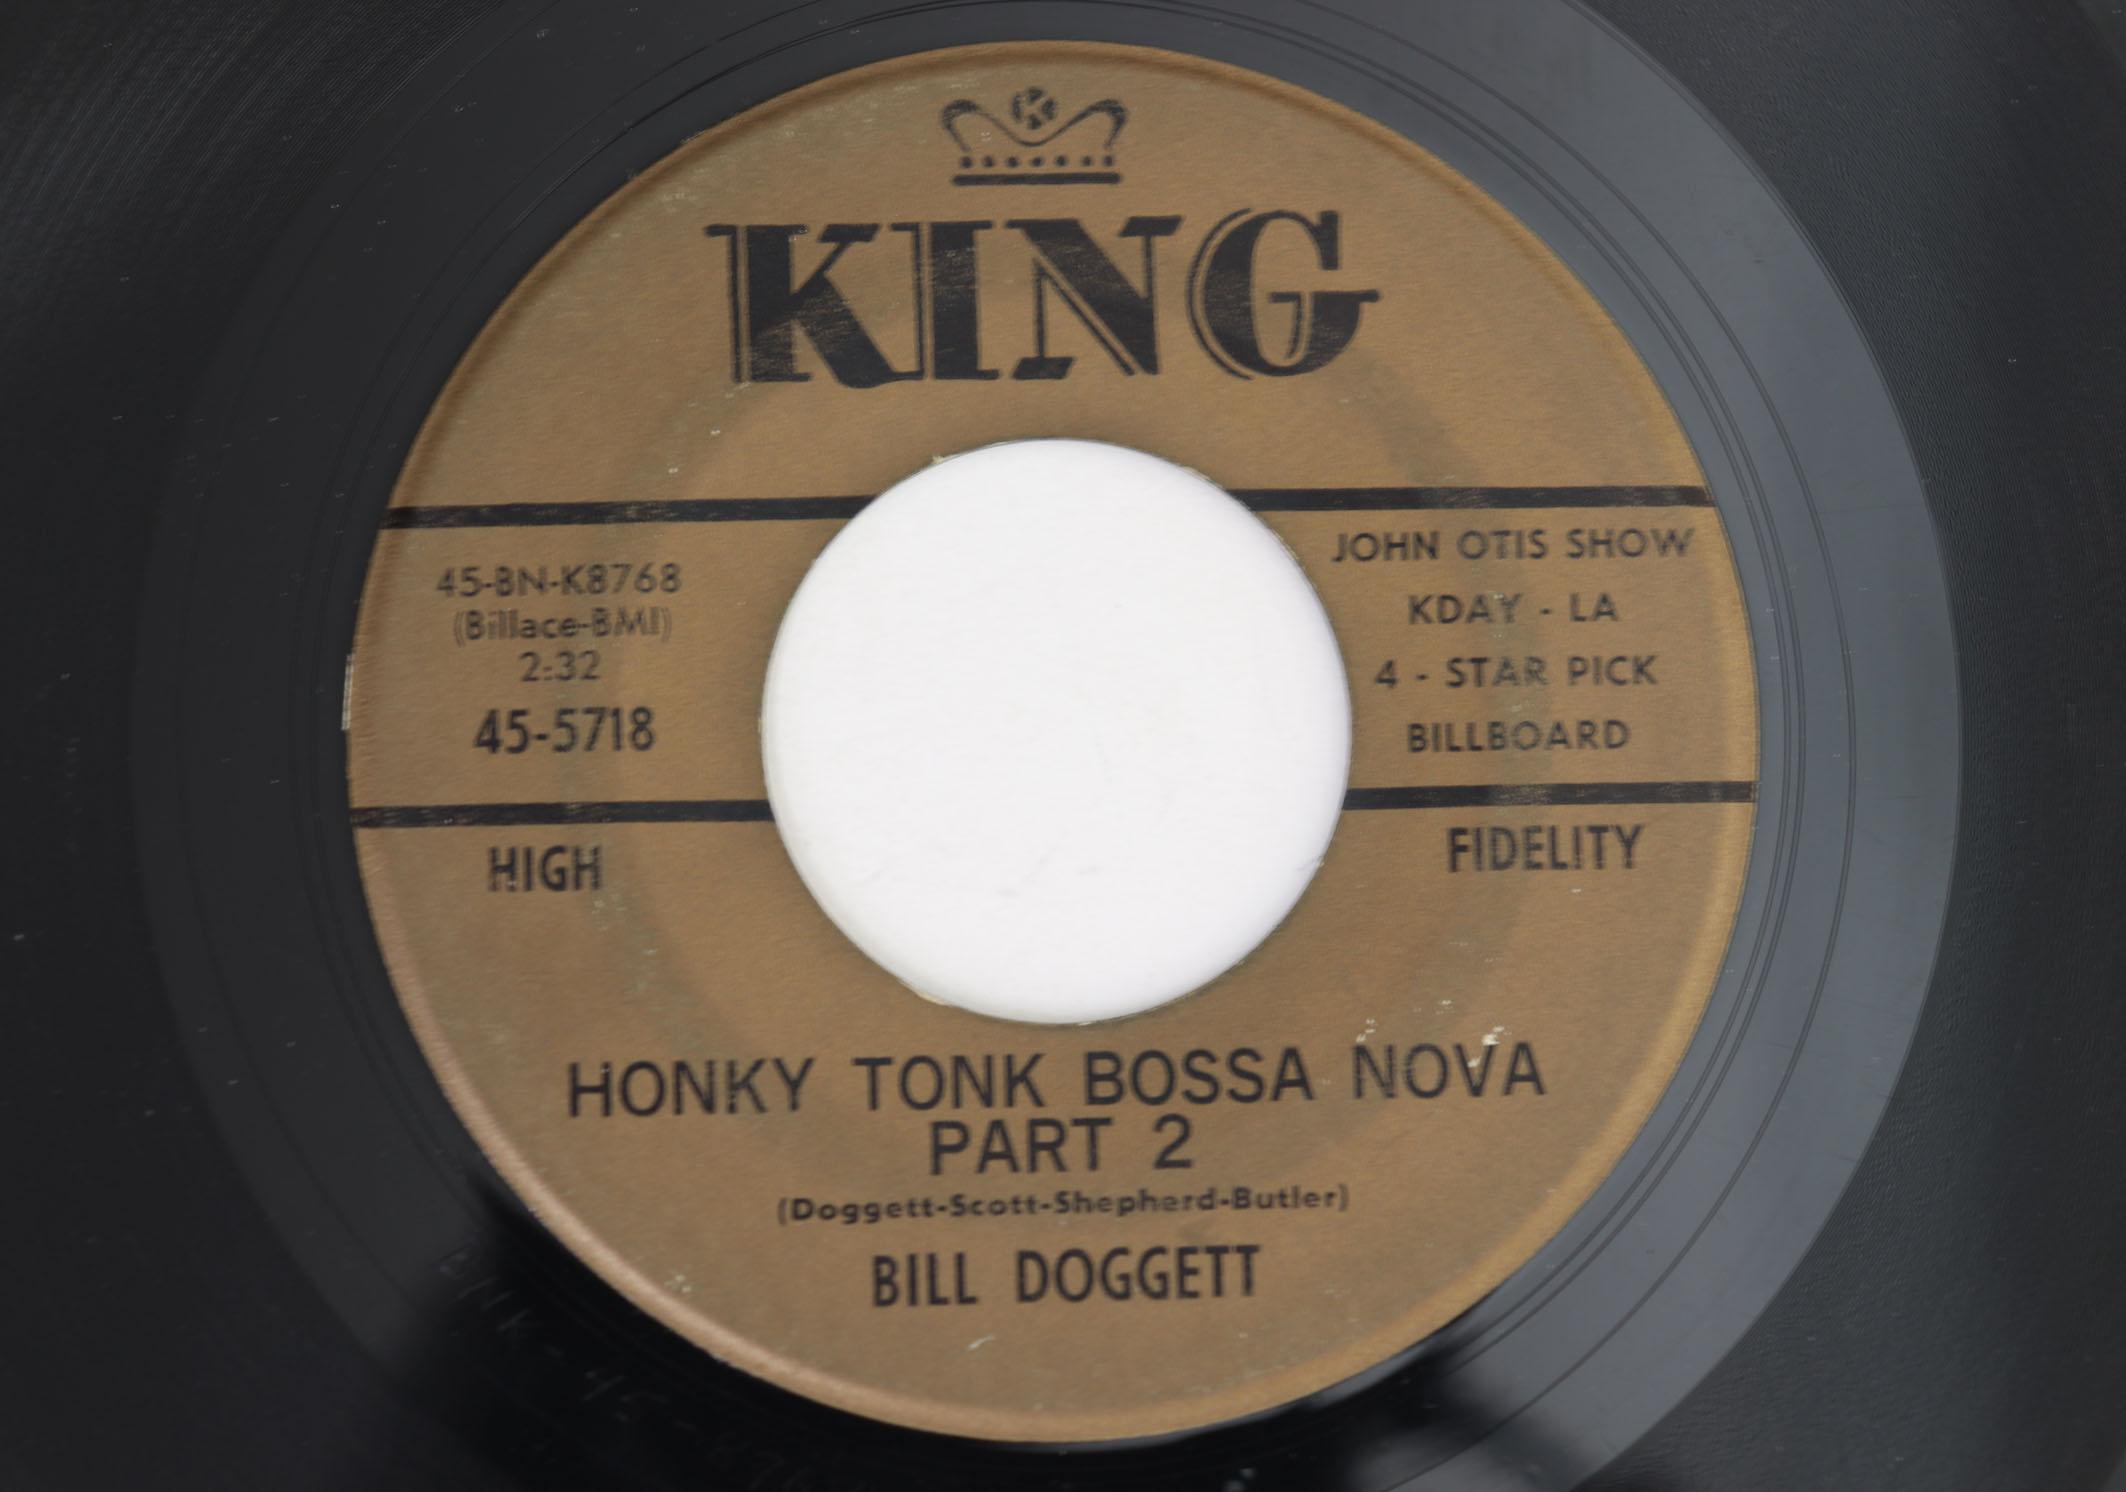 K
KING
45-BN-K8768
(Billace-BMI)
2:32
45-5718
JOHN OTIS SHOW
KDAY - LA
4 - STAR PICK
BILLBOARD
HIGH
FIDELITY
HONKY TONK BOSSA NOVA
PART 2
(Doggett-Scott-Shepherd-Butler)
BILL DOGGETT